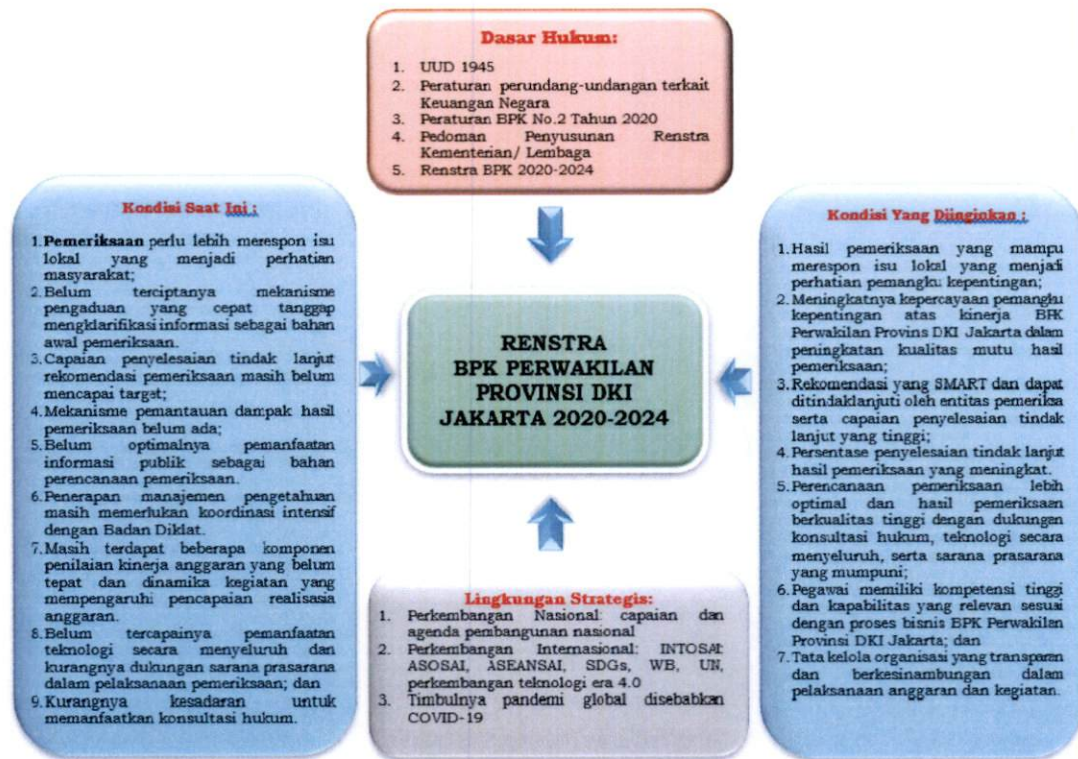 Dasar Hukum:
1. UUD 1945
2. Peraturan perundang-undangan terkait
Keuangan Negara
3. Peraturan BPK No.2 Tahun 2020
4. Pedoman Penyusunan Renstra
Kementerian/ Lembaga
5. Renstra BPK 2020-2024
Kondisi Saat Ini :
1.Pemeriksaan perlu lebih merespon isu
lokal yang menjadi perhatian
masyarakat;
2.Belum terciptanya mekanisme
pengaduan yang cepat tanggap
mengklarifikasi informasi sebagai bahan
awal pemeriksaan.
3.Capaian penyelesaian tindak lanjut
rekomendasi pemeriksaan masih belum
mencapai target;
4.Mekanisme pemantauan dampak hasil
pemeriksaan belum ada;
5.Belum optimalnya pemanfaatan
informasi publik sebagai bahan
perencanaan pemeriksaan.
6.Penerapan manajemen pengetahuan
masih memerlukan koordinasi intensif
dengan Badan Diklat.
7.Masih terdapat beberapa komponen
penilaian kinerja anggaran yang belum
tepat dan dinamika kegiatan yang
mempengaruhi pencapaian realisasia
anggaran.
8.Belum tercapainya pemanfaatan
teknologi secara menyeluruh dan
kurangnya dukungan sarana prasarana
dalam pelaksanaan pemeriksaan; dan
9.Kurangnya kesadaran untuk
memanfaatkan konsultasi hukum.
RENSTRA
BPK PERWAKILAN
PROVINSI DKI
JAKARTA 2020-2024
Kondisi Yang Diinginkan :
1.Hasil pemeriksaan yang mampu
merespon isu lokal yang menjadi
perhatian pemangku kepentingan;
2.Meningkatnya kepercayaan pemangku
kepentingan atas kinerja BPK
Perwakilan Provins DKI Jakarta dalam
peningkatan kualitas mutu hasil
pemeriksaan;
3.Rekomendasi yang SMART dan dapat
ditindaklanjuti oleh entitas pemeriksa
serta capaian penyelesaian tindak
lanjut yang tinggi;
4.Persentase penyelesaian tindak lanjut
hasil pemeriksaan yang meningkat.
5.Perencanaan pemeriksaan lebih
optimal dan hasil pemeriksaan
berkualitas tinggi dengan dukungan
konsultasi hukum, teknologi secara
menyeluruh, serta sarana prasarana
yang mumpuni;
6.Pegawai memiliki kompetensi tinggi
dan kapabilitas yang relevan sesuai
dengan proses bisnis BPK Perwakilan
Provinsi DKI Jakarta; dan
7.Tata kelola organisasi yang transparan
dan berkesinambungan dalam
pelaksanaan anggaran dan kegiatan.
Lingkungan Strategis:
1. Perkembangan Nasional: capaian dan
agenda pembangunan nasional
2. Perkembangan Internasional: INTOSAI,
ASOSAI, ASEANSAI, SDGs, WB, UN,
perkembangan teknologi era 4.0
3. Timbulnya pandemi global disebabkan
COVID-19